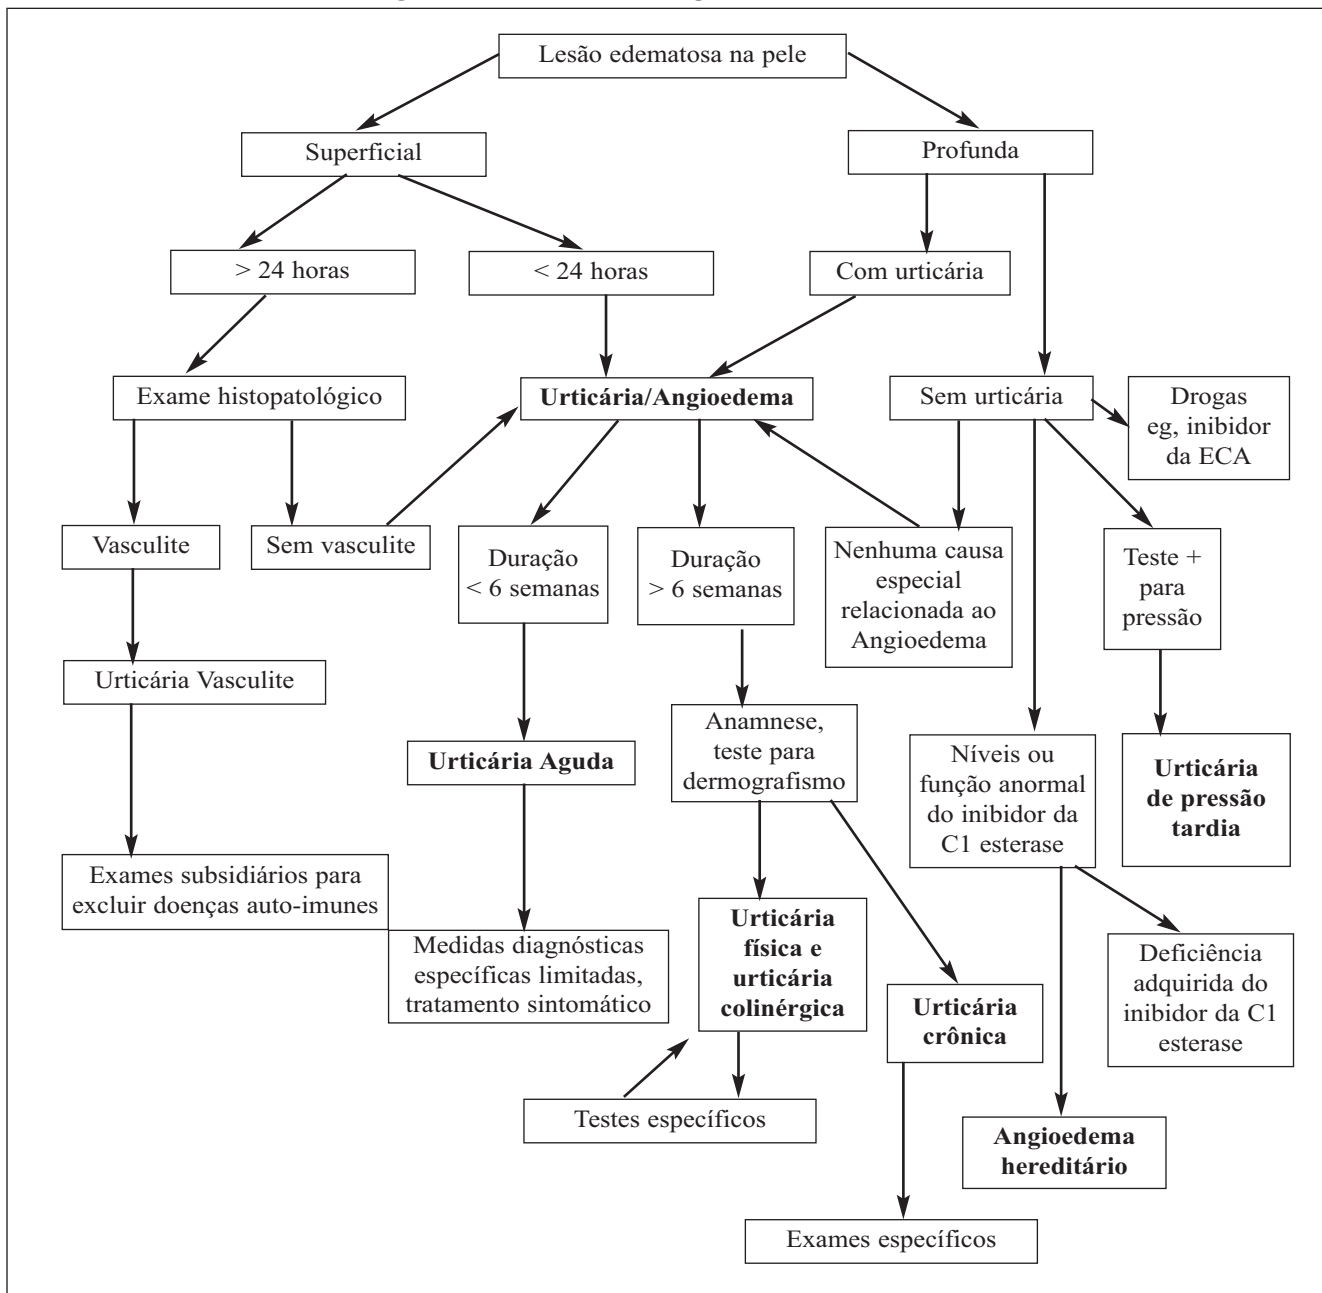 Lesão edematosa na pele
Superficial
Profunda
> 24 horas
< 24 horas
Com urticária
Exame histopatológico
Urticária/Angioedema
Sem urticária
Drogas
eg, inibidor
da ECA
Vasculite
Sem vasculite
Duração
< 6 semanas
Duração
> 6 semanas
Nenhuma causa
especial
relacionada ao
Angioedema
Teste +
para
pressão
Urticária Vasculite
Urticária Aguda
Anamnese,
teste para
dermografismo
Níveis ou
função anormal
do inibidor da
C1 esterase
Urticária
de pressão
tardia
Exames subsidiários para
excluir doenças auto-imunes
Medidas diagnósticas
específicas limitadas,
tratamento sintomático
Urticária
física e
urticária
colinérgica
Urticária
crônica
Deficiência
adquirida do
inibidor da C1
esterase
Testes específicos
Angioedema
hereditário
Exames específicos